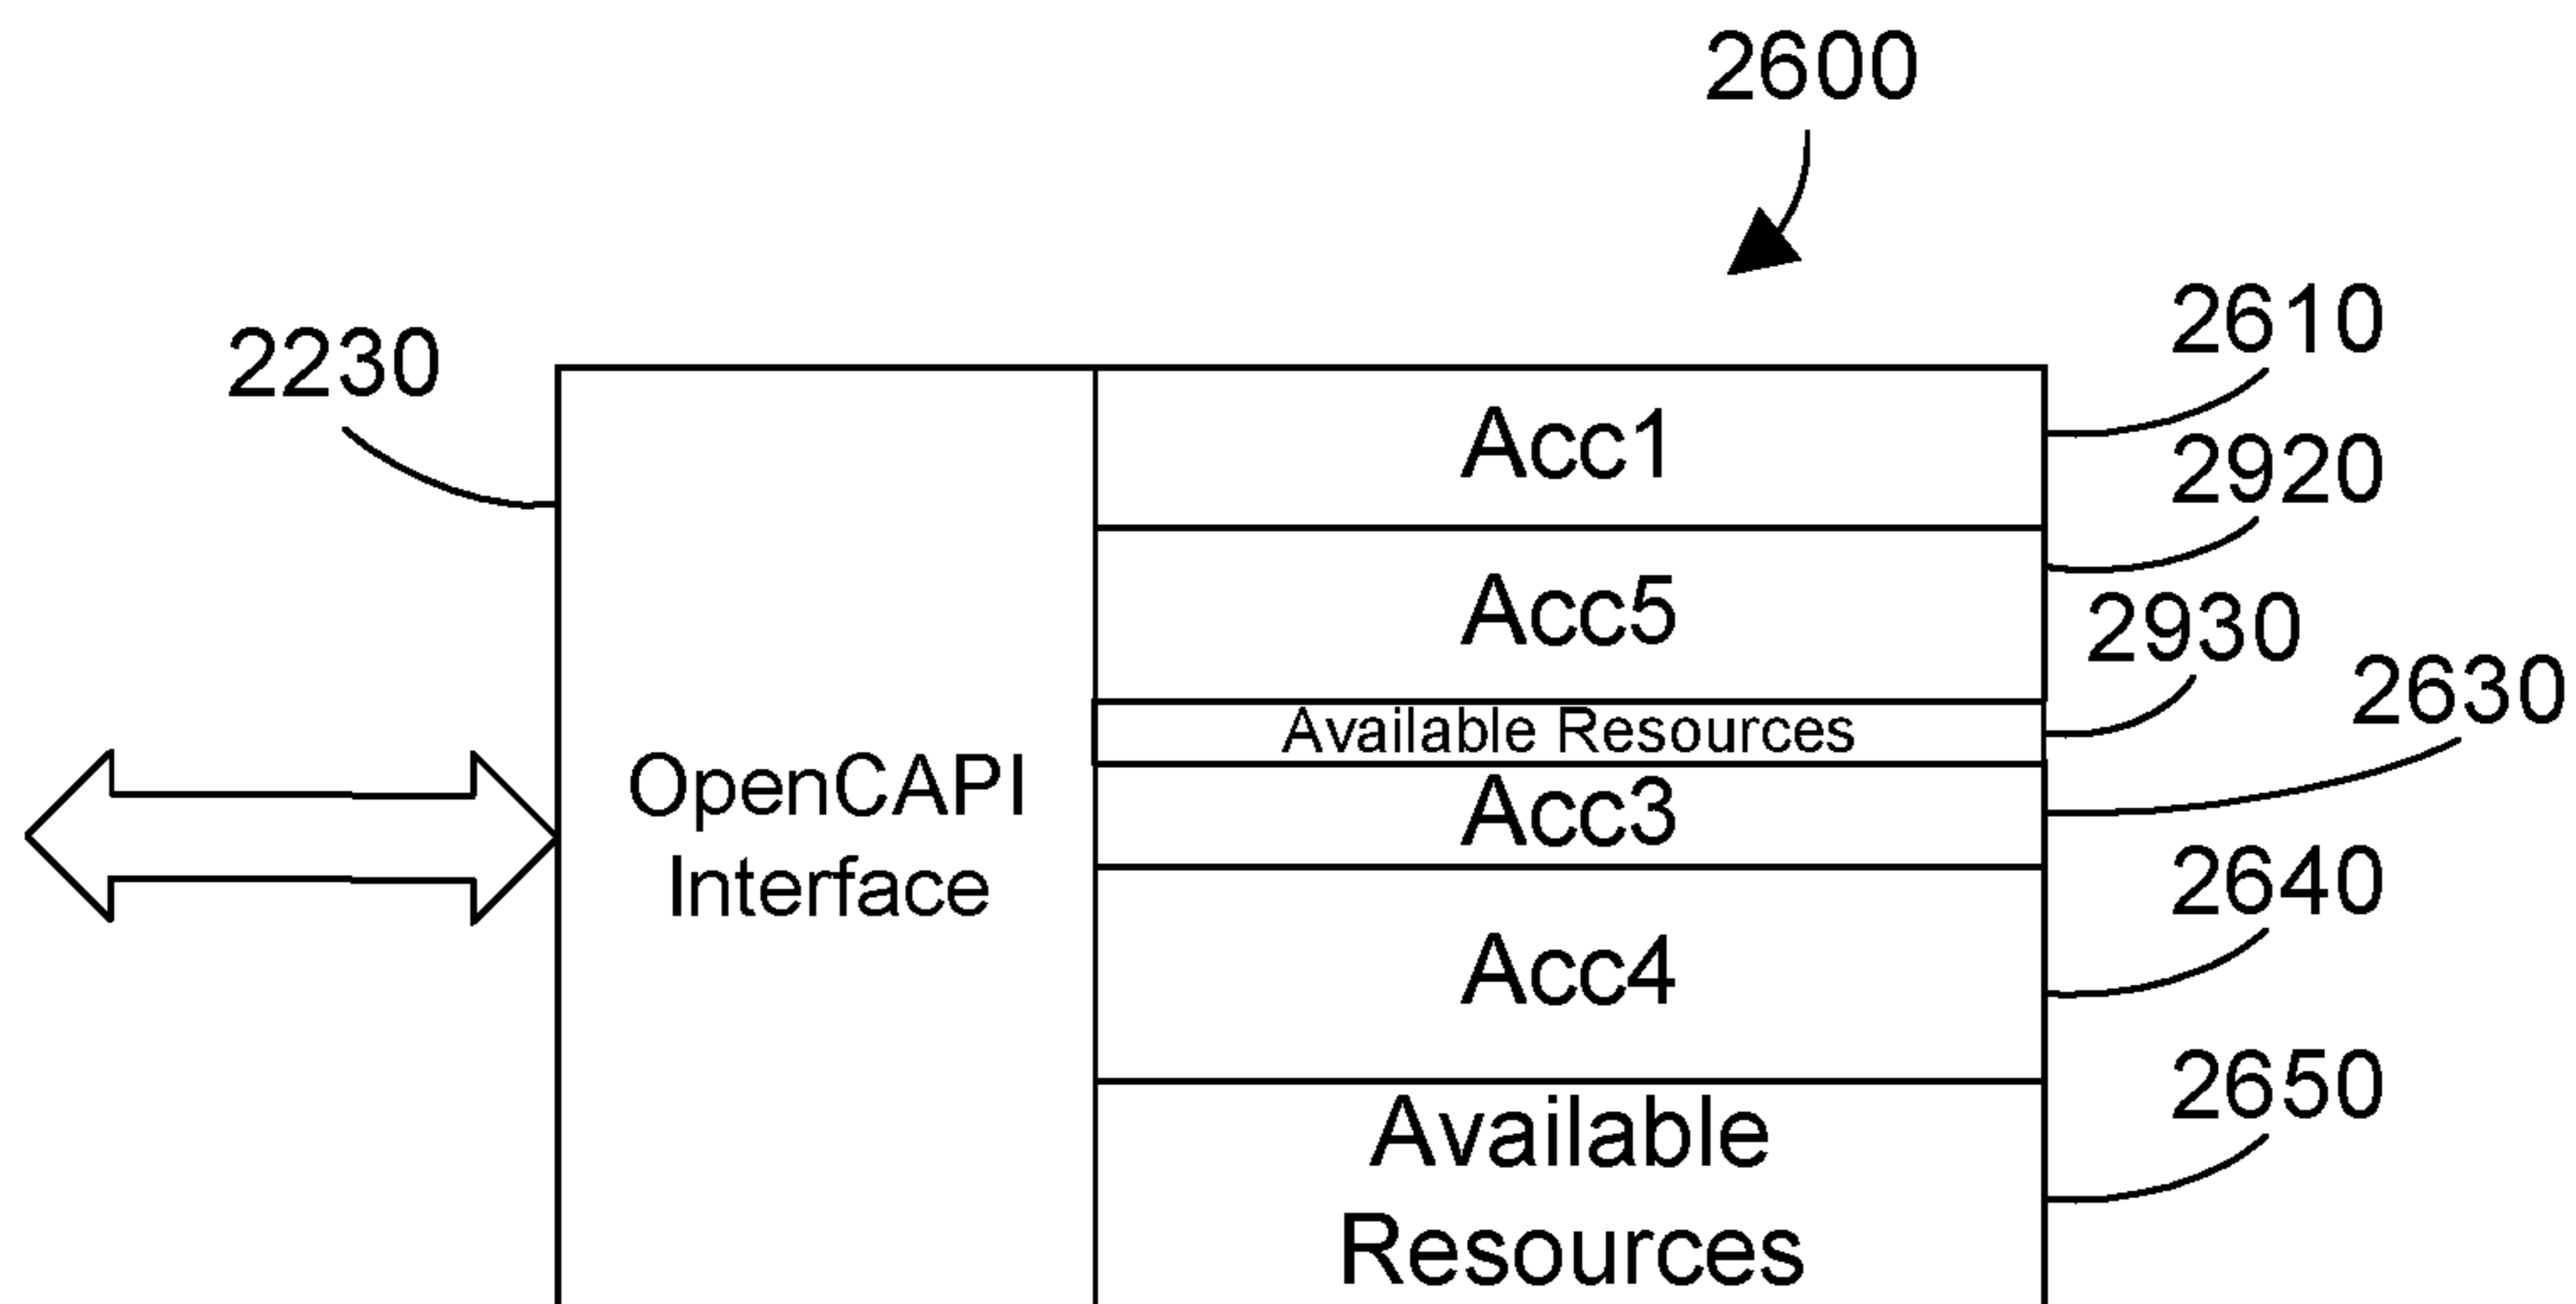 2600
2610
2230
Acc1
2920
Acc5
2930
2630
Available Resources
OpenCAPI
Interface
Acc3
2640
Acc4
2650
Available
Resources